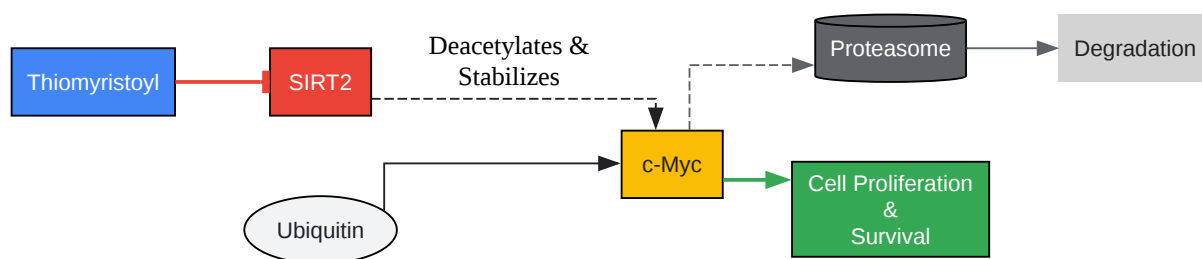 Thiomyristoyl
SIRT2
Deacetylates &
Stabilizes
Proteasome
Degradation
c-Myc
Ubiquitin
Cell Proliferation
&
Survival